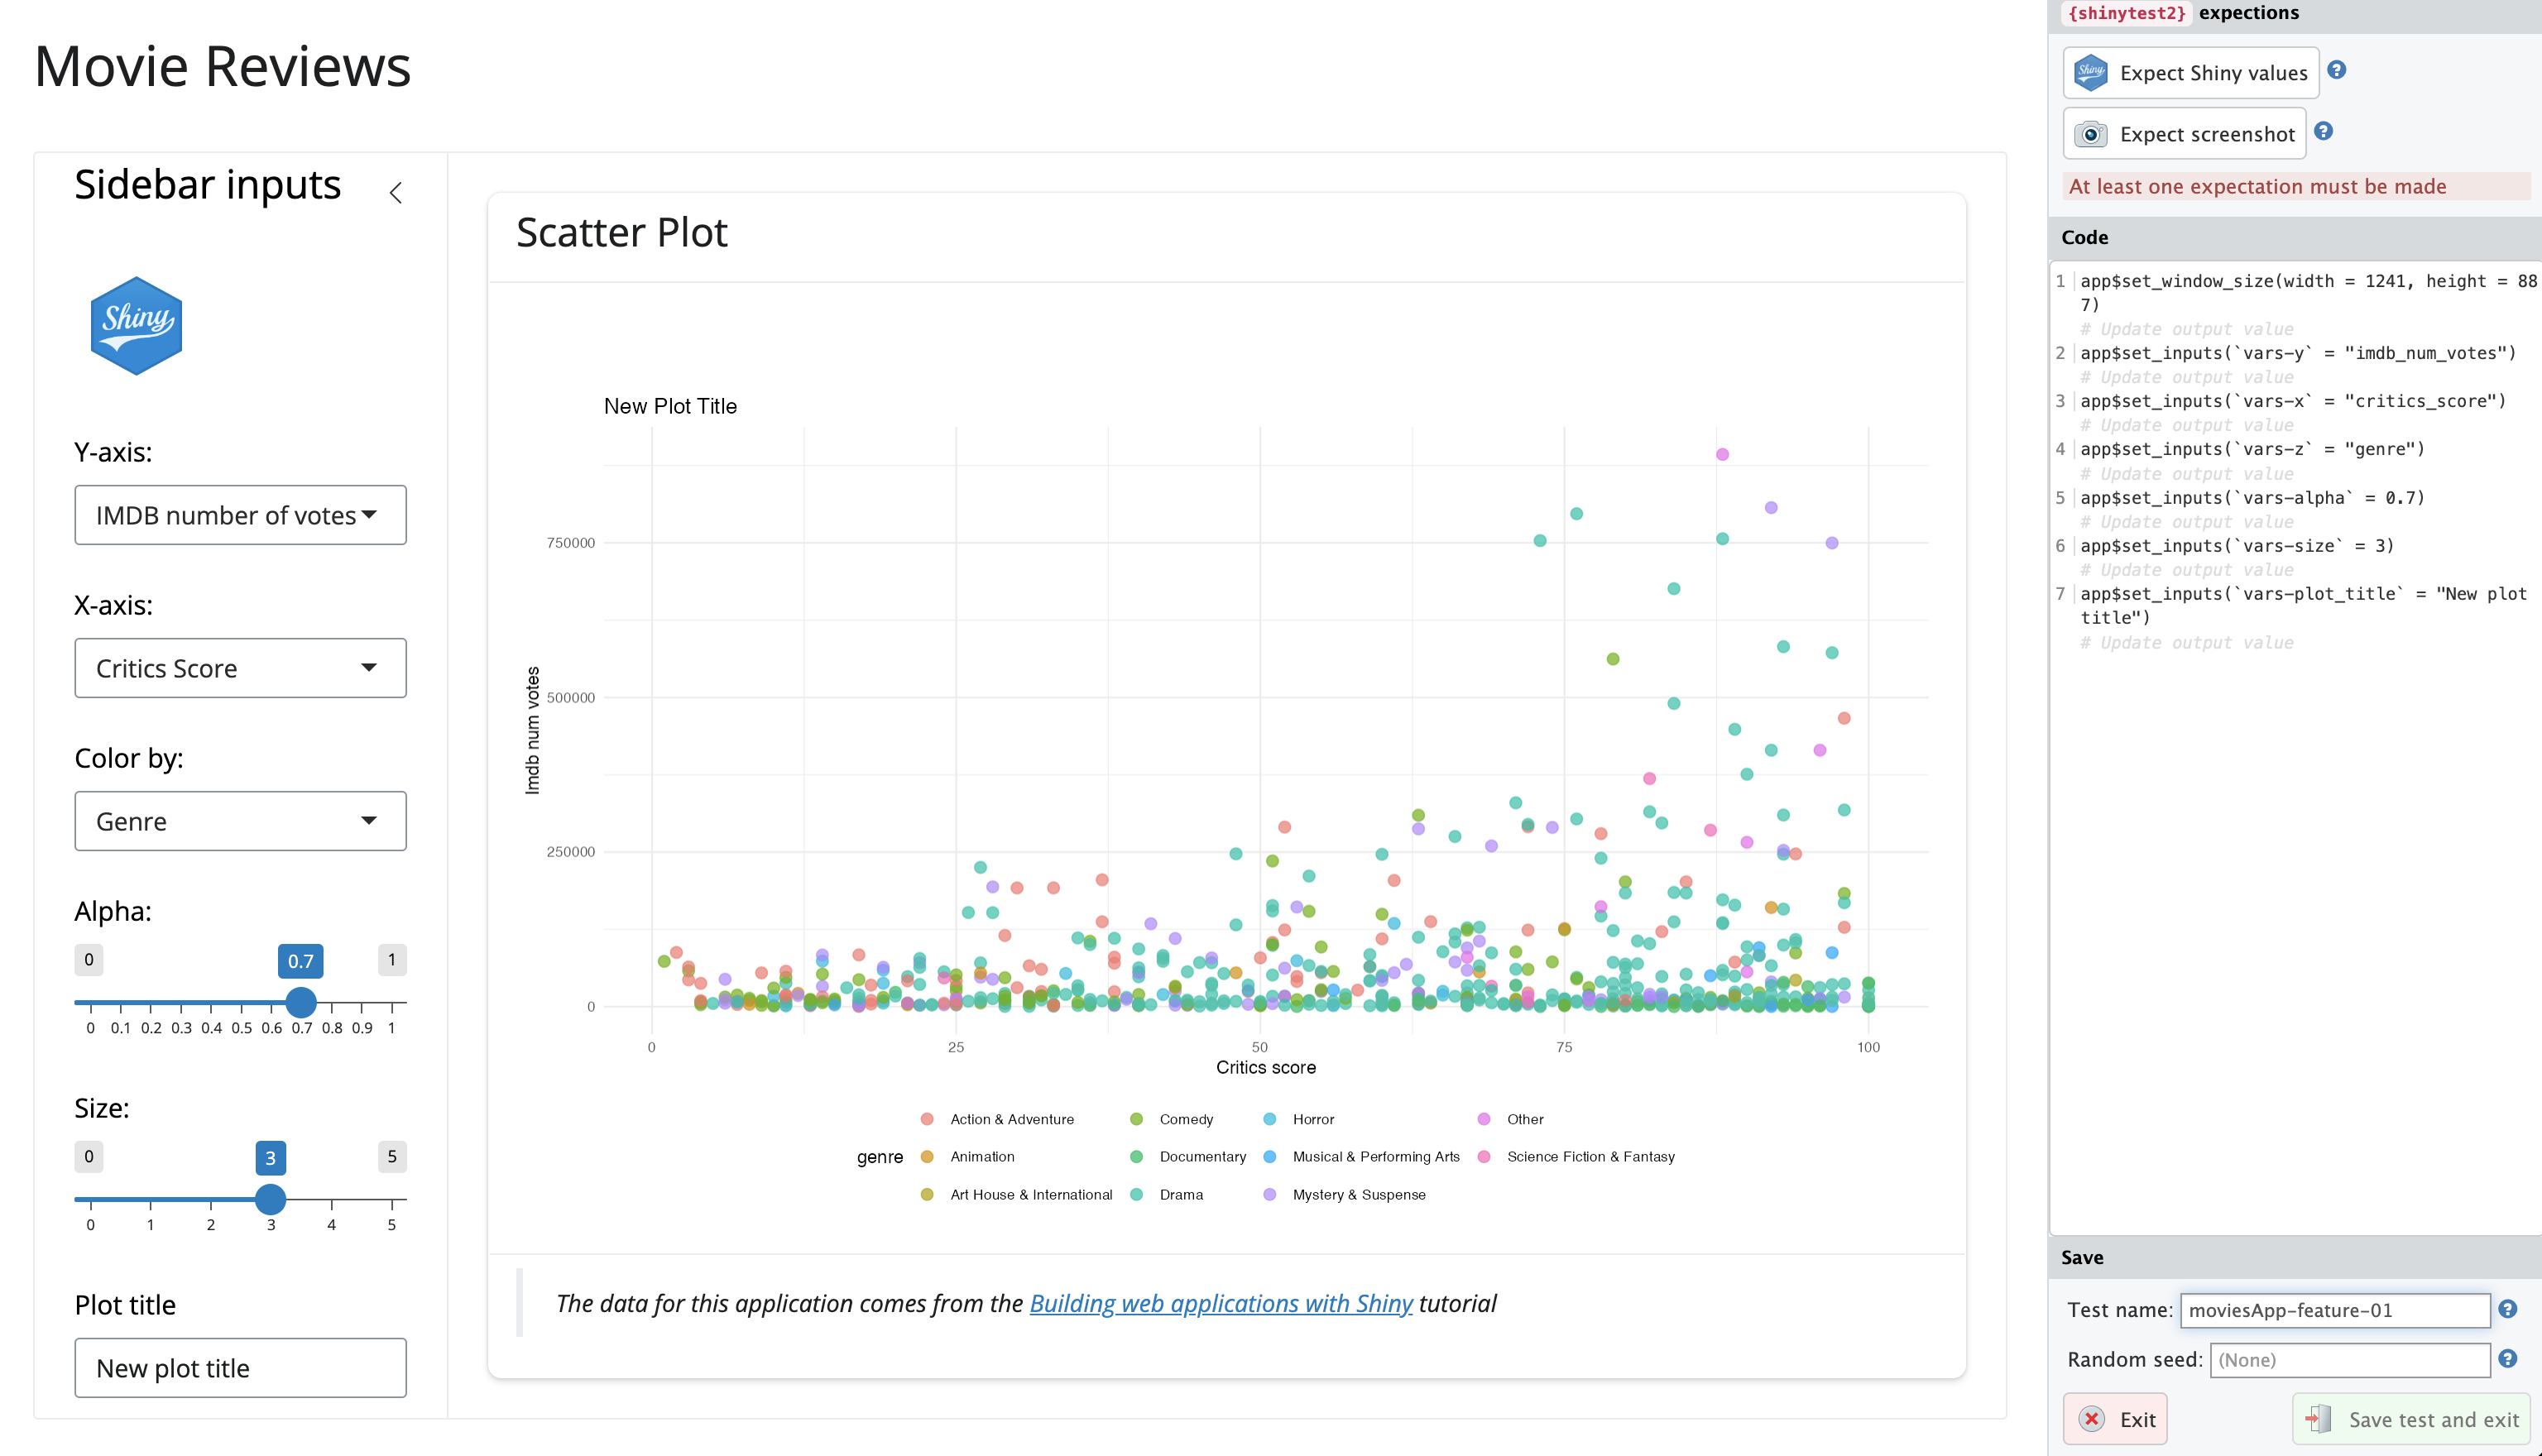 Movie Reviews
Sidebar inputs
Shiny
Y-axis:
IMDB number of votes
X-axis:
Critics Score
Color by:
Genre
Alpha:
0 0.7 1
0 0.1 0.2 0.3 0.4 0.5 0.6 0.7 0.8 0.9 1
Size:
0 3 5
0 1 2 3 4 5
Plot title
New plot title
Scatter Plot
New Plot Title
Imdb num votes
750000
500000
250000
0
0 25 50 75 100
Critics score
genre
Action & Adventure Comedy Horror Other
Animation Documentary Musical & Performing Arts Science Fiction & Fantasy
Art House & International Drama Mystery & Suspense
The data for this application comes from the Building web applications with Shiny tutorial
{shinytest2} expections
Shiny Expect Shiny values ?
Expect screenshot ?
At least one expectation must be made
Code
1 app$set_window_size(width = 1241, height = 88
7)
# Update output value
2 app$set_inputs(`vars-y` = "imdb_num_votes")
# Update output value
3 app$set_inputs(`vars-x` = "critics_score")
# Update output value
4 app$set_inputs(`vars-z` = "genre")
# Update output value
5 app$set_inputs(`vars-alpha` = 0.7)
# Update output value
6 app$set_inputs(`vars-size` = 3)
# Update output value
7 app$set_inputs(`vars-plot_title` = "New plot
title")
# Update output value
Save
Test name: moviesApp-feature-01 ?
Random seed: (None) ?
Exit Save test and exit